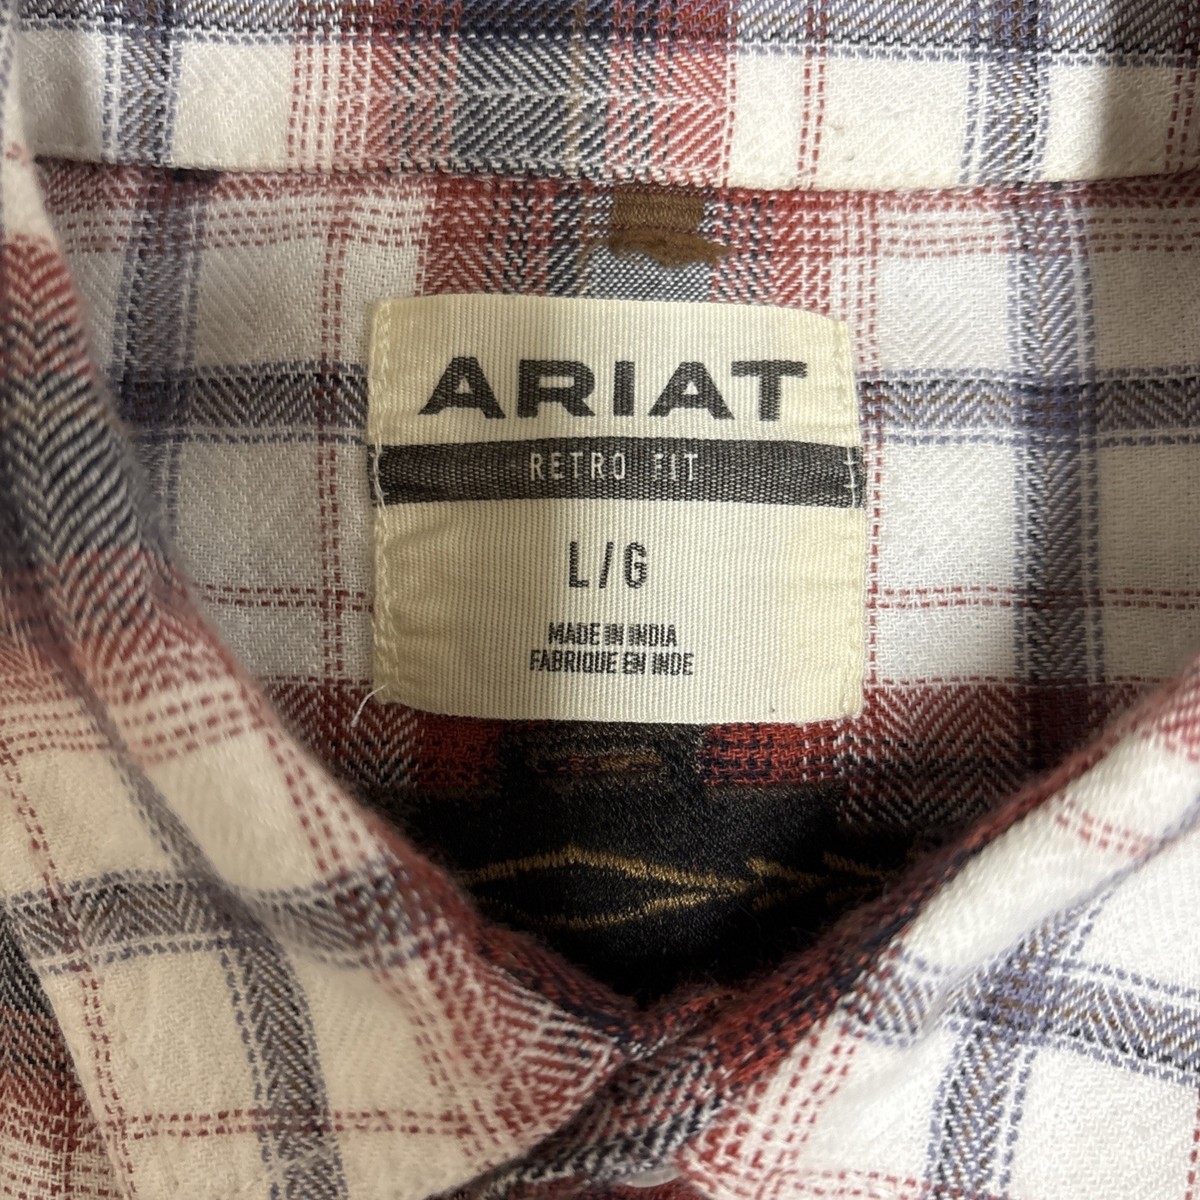 ARIAT
RETRO FIT
L/G
MADE IN INDIA
FABRIQUE EN INDE